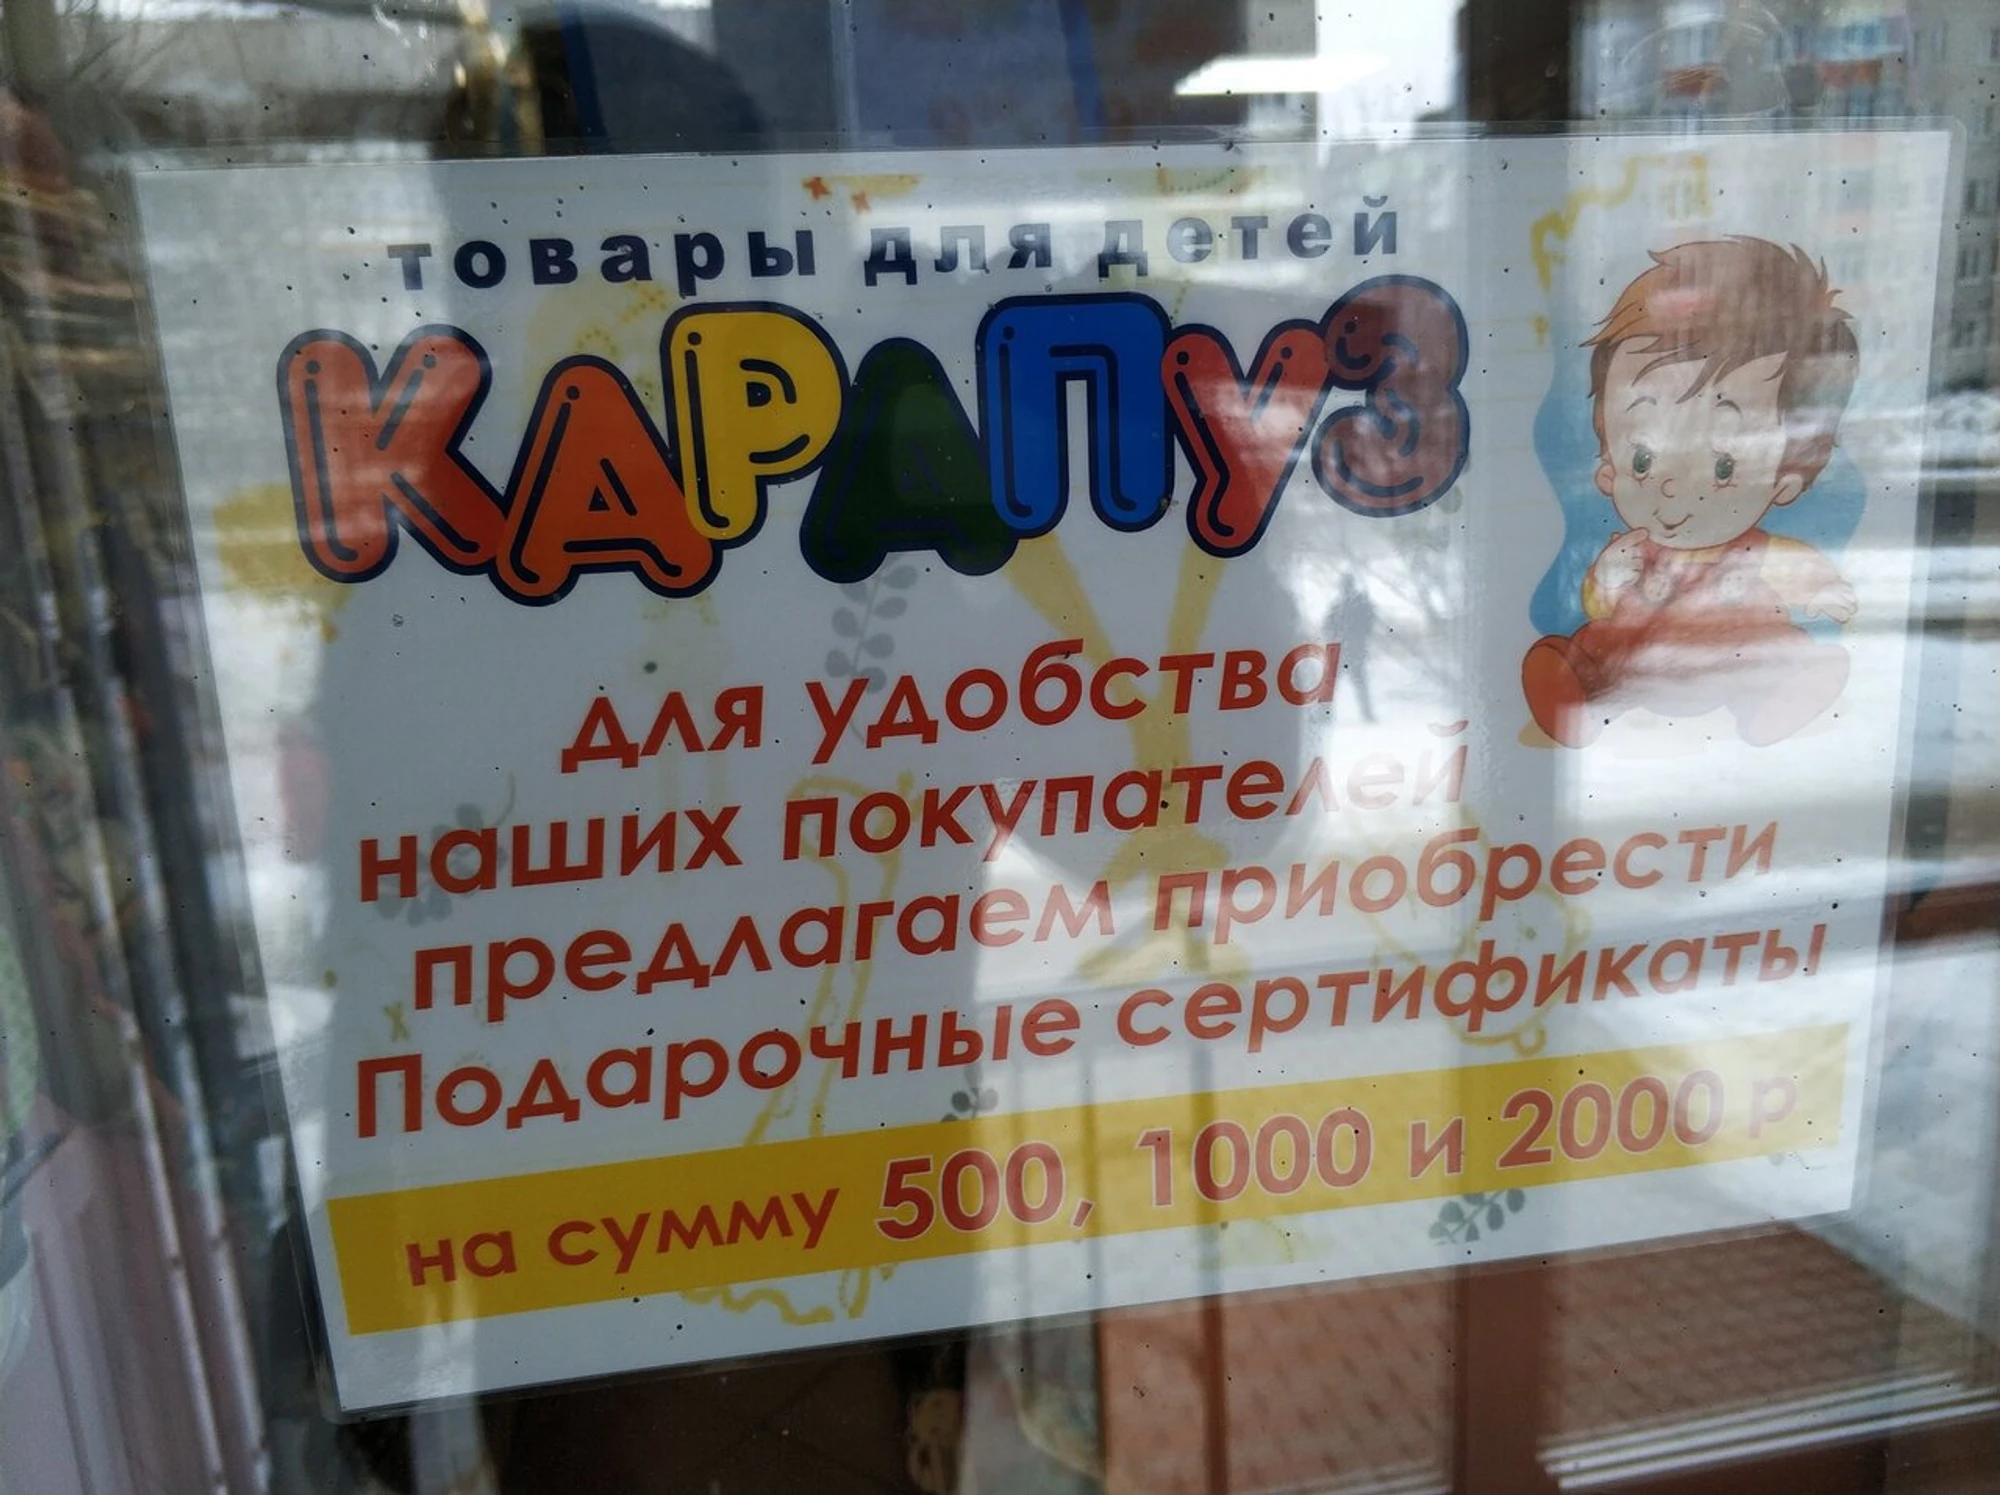 товары для детей
КАРАПУЗ
для удобства
наших покупателей
предлагаем приобрести
Подарочные сертификаты
на сумму 500, 1000 и 2000 р